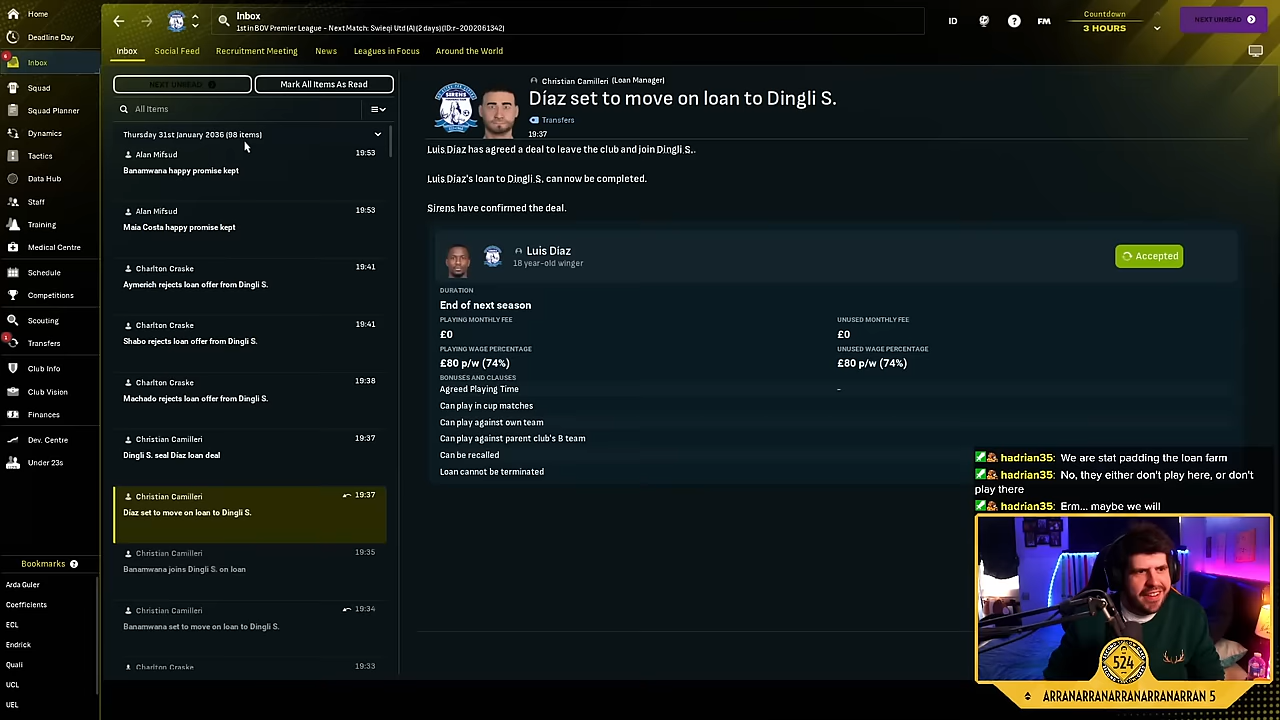 Home
Deadline Day
6
Inbox
Squad
Squad Planner
Dynamics
Tactics
Data Hub
Staff
Training
Medical Centre
Schedule
Competitions
Scouting
1
Transfers
Club Info
Club Vision
Finances
Dev. Centre
Under 23s
Bookmarks ?
Arda Guler
Coefficients
ECL
Endrick
Quali
UCL
UEL
Inbox
1st in BOV Premier League - Next Match: Swieqi Utd (A) (2 days) (ID:r-2002061342)
ID
?
FM
Countdown
3 HOURS
NEXT UNREAD
Inbox
Social Feed
Recruitment Meeting
News
Leagues in Focus
Around the World
NEXT UNREAD
Mark All Items As Read
All Items
Thursday 31st January 2036 (98 items)
Alan Mifsud 19:53
Banamwana happy promise kept
Alan Mifsud 19:53
Maia Costa happy promise kept
Charlton Craske 19:41
Aymerich rejects loan offer from Dingli S.
Charlton Craske 19:41
Shabo rejects loan offer from Dingli S.
Charlton Craske 19:38
Machado rejects loan offer from Dingli S.
Christian Camilleri 19:37
Dingli S. seal Díaz loan deal
Christian Camilleri 19:37
Díaz set to move on loan to Dingli S.
Christian Camilleri 19:35
Banamwana joins Dingli S. on loan
Christian Camilleri 19:34
Banamwana set to move on loan to Dingli S.
Charlton Craske 19:33
SIRENS
Christian Camilleri (Loan Manager)
Díaz set to move on loan to Dingli S.
Transfers
19:37
Luis Díaz has agreed a deal to leave the club and join Dingli S..
Luis Díaz's loan to Dingli S. can now be completed.
Sirens have confirmed the deal.
Luis Díaz
18 year-old winger
Accepted
DURATION
End of next season
PLAYING MONTHLY FEE UNUSED MONTHLY FEE
£0 £0
PLAYING WAGE PERCENTAGE UNUSED WAGE PERCENTAGE
£80 p/w (74%) £80 p/w (74%)
BONUSES AND CLAUSES
Agreed Playing Time -
Can play in cup matches
Can play against own team
Can play against parent club's B team
Can be recalled
Loan cannot be terminated
hadrian35: We are stat padding the loan farm
hadrian35: No, they either don't play here, or don't
play there
hadrian35: Erm... maybe we will
524
ARRANARRANARRANARRANARRAN 5